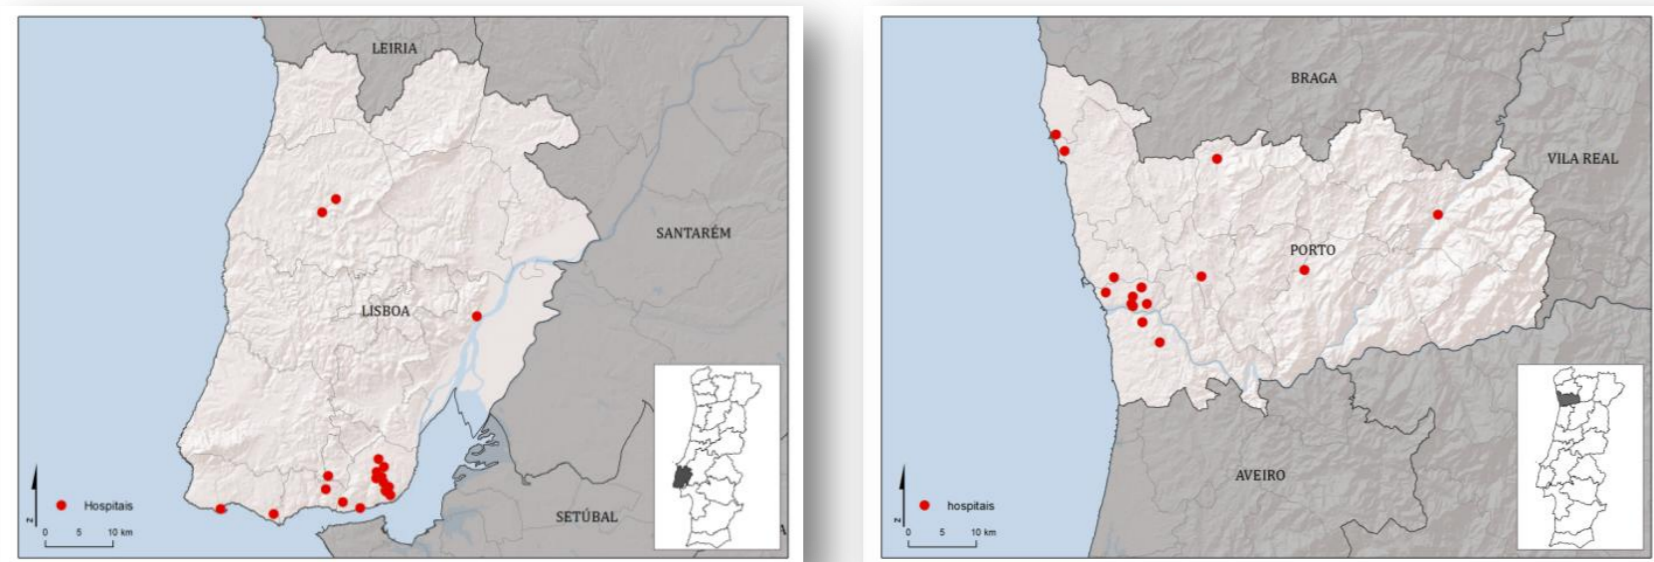 LEIRIA
SANTARÉM
LISBOA
Hospitais
0 5 10 km
SETÚBAL
A
z
BRAGA
VILA REAL
PORTO
AVEIRO
hospitais
0 5 10 km
z